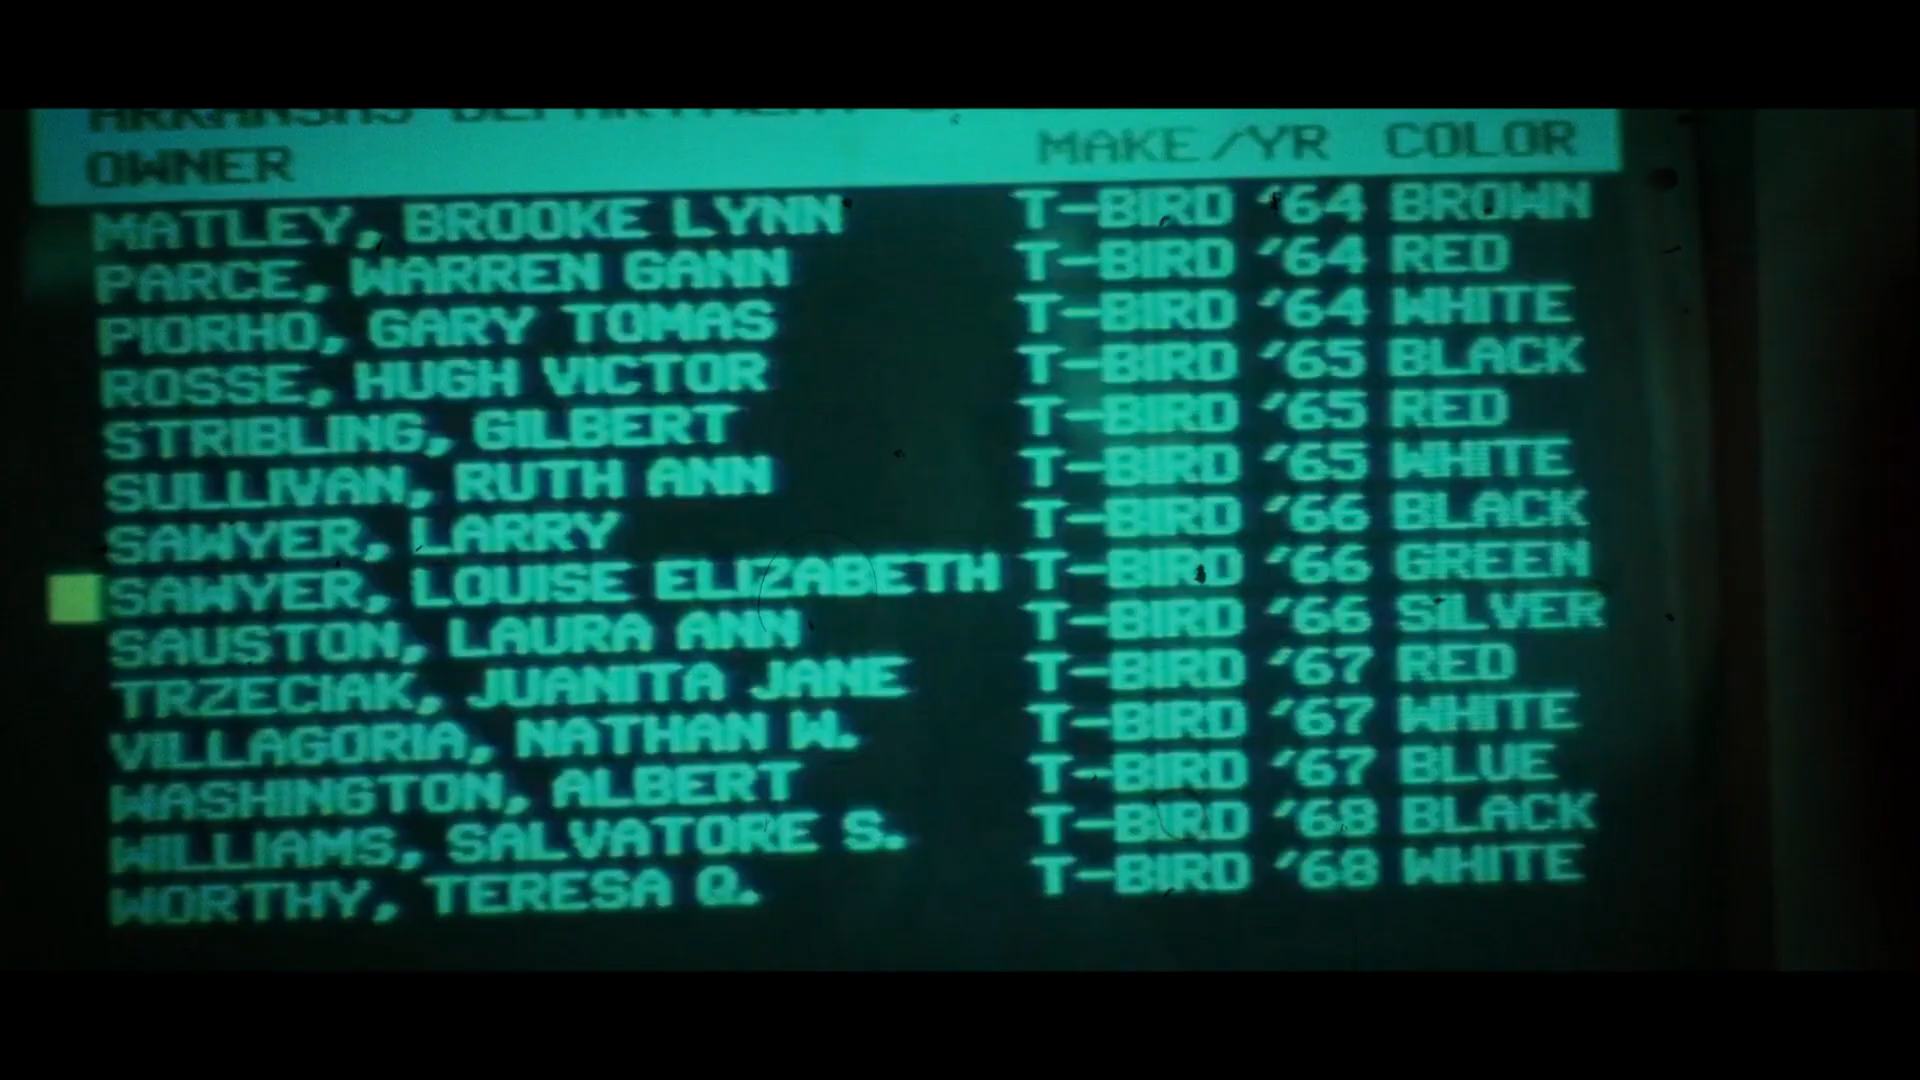 ARKANSAS DEPARTMENT
OWNER MAKE/YR COLOR
MATLEY, BROOKE LYNN T-BIRD '64 BROWN
PARCE, WARREN GANN T-BIRD '64 RED
PIORHO, GARY TOMAS T-BIRD '64 WHITE
ROSSE, HUGH VICTOR T-BIRD '65 BLACK
STRIBLING, GILBERT T-BIRD '65 RED
SULLIVAN, RUTH ANN T-BIRD '65 WHITE
SAWYER, LARRY T-BIRD '66 BLACK
SAWYER, LOUISE ELIZABETH T-BIRD '66 GREEN
SAUSTON, LAURA ANN T-BIRD '66 SILVER
TRZECIAK, JUANITA JANE T-BIRD '67 RED
VILLAGORIA, NATHAN W. T-BIRD '67 WHITE
WASHINGTON, ALBERT T-BIRD '67 BLUE
WILLIAMS, SALVATORE S. T-BIRD '68 BLACK
WORTHY, TERESA Q. T-BIRD '68 WHITE